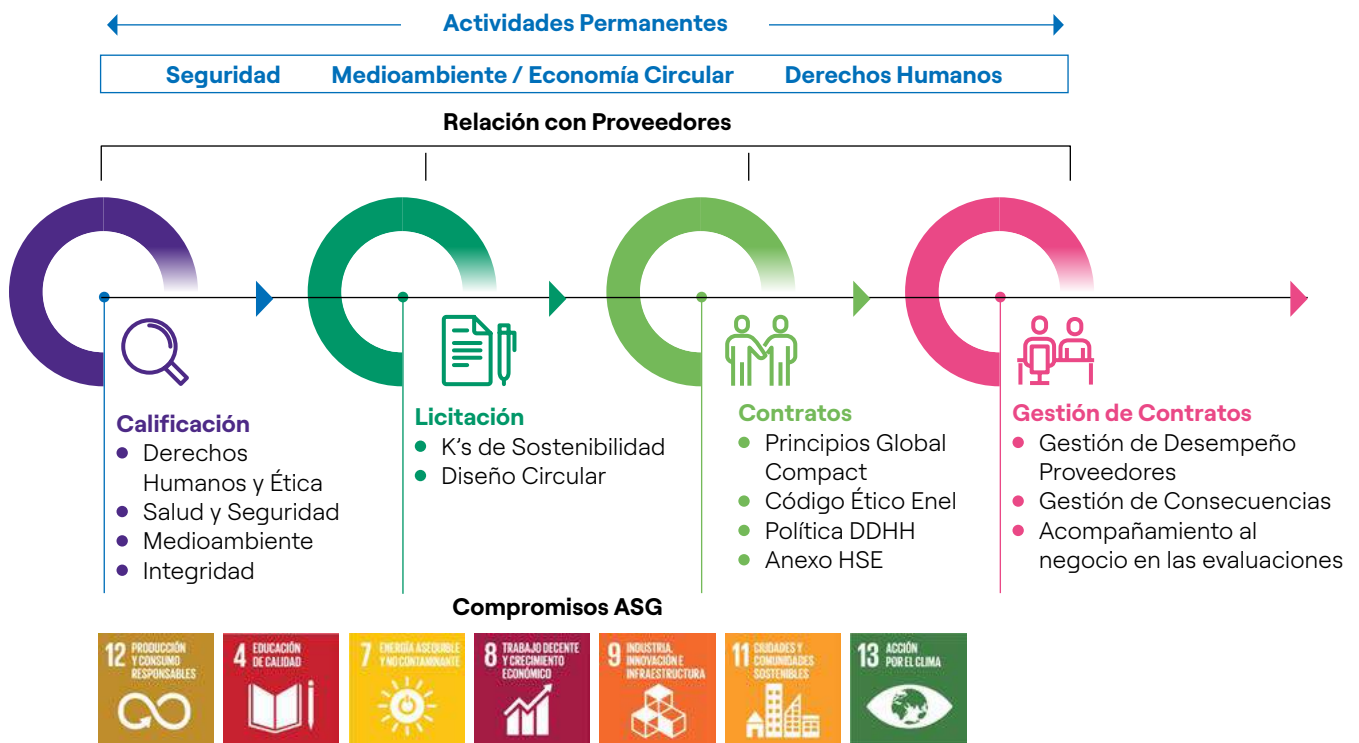 Actividades Permanentes
Seguridad Medioambiente / Economía Circular Derechos Humanos
Relación con Proveedores
Calificación
Derechos
Humanos y Ética
Salud y Seguridad
Medioambiente
Integridad
Licitación
K's de Sostenibilidad
Diseño Circular
Contratos
Principios Global
Compact
Código Ético Enel
Política DDHH
Anexo HSE
Gestión de Contratos
Gestión de Desempeño
Proveedores
Gestión de Consecuencias
Acompañamiento al
negocio en las evaluaciones
Compromisos ASG
12 PRODUCCIÓN
Y CONSUMO
RESPONSABLES
4 EDUCACIÓN
DE CALIDAD
7 ENERGÍA ASEQUIBLE
Y NO CONTAMINANTE
8 TRABAJO DECENTE
Y CRECIMIENTO
ECONÓMICO
9 INDUSTRIA,
INNOVACIÓN E
INFRAESTRUCTURA
11 CIUDADES Y
COMUNIDADES
SOSTENIBLES
13 ACCIÓN
POR EL CLIMA